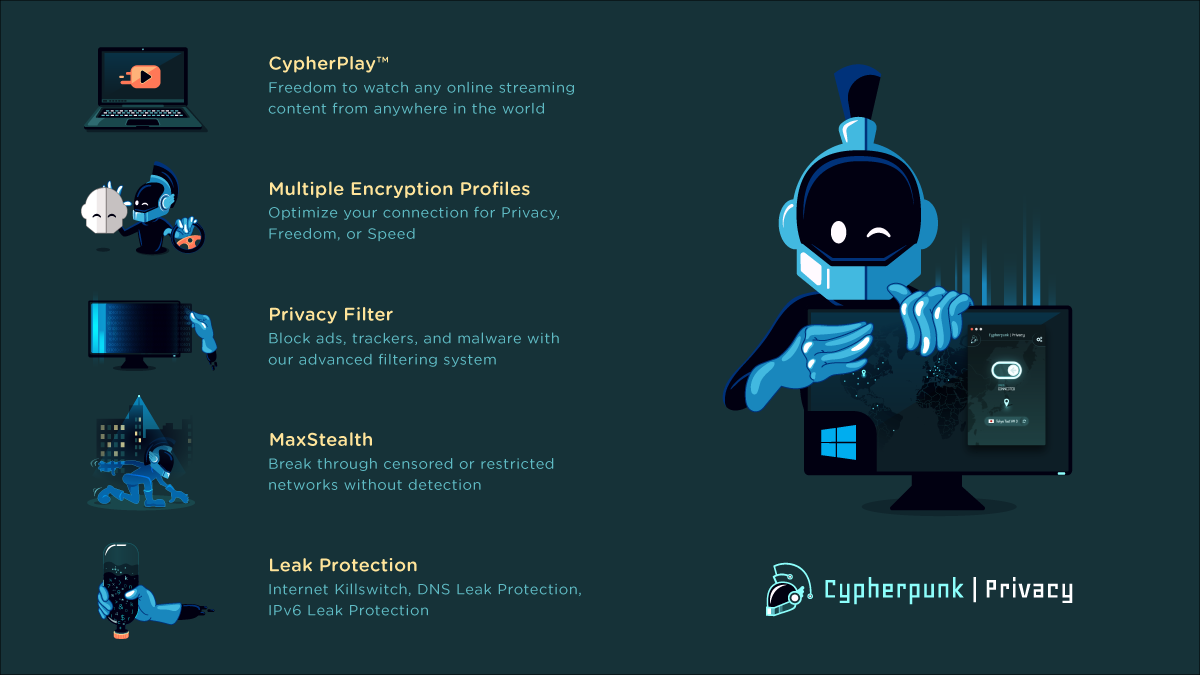 CypherPlay™
Freedom to watch any online streaming
content from anywhere in the world
Multiple Encryption Profiles
Optimize your connection for Privacy,
Freedom, or Speed
Privacy Filter
Block ads, trackers, and malware with
our advanced filtering system
MaxStealth
Break through censored or restricted
networks without detection
Leak Protection
Internet Killswitch, DNS Leak Protection,
IPv6 Leak Protection
Cypherpunk | Privacy
CONNECTED
Cypherpunk | Privacy